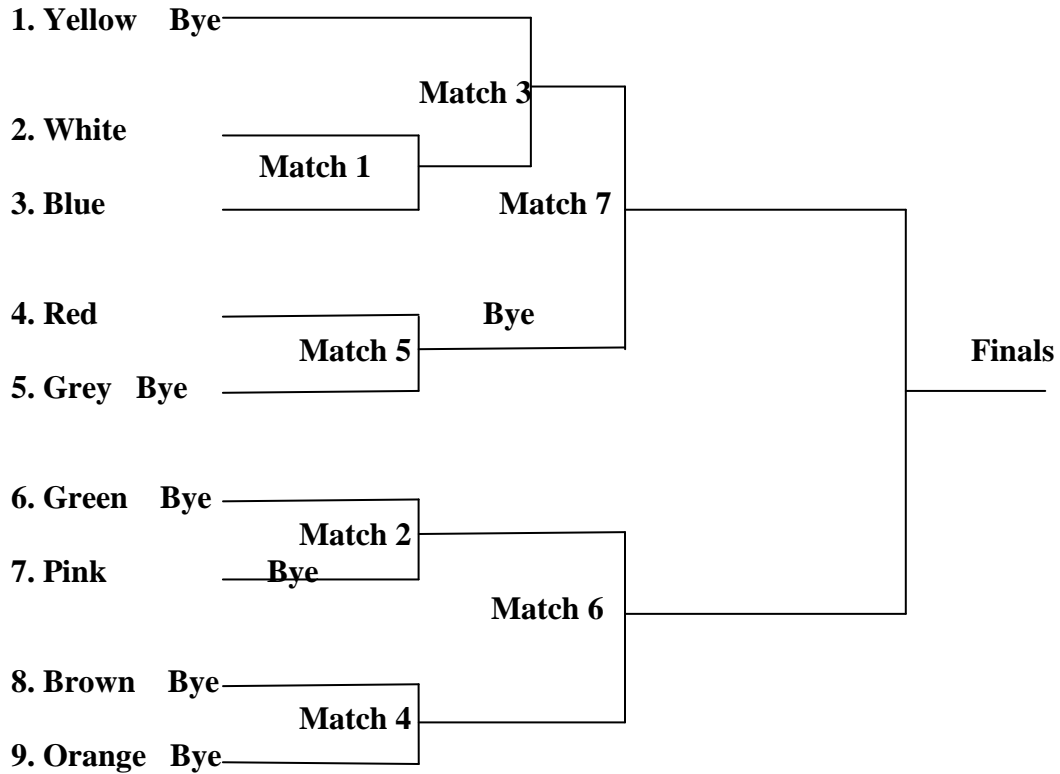 1. Yellow Bye
Match 3
2. White
Match 1
3. Blue
Match 7
4. Red
Bye
Match 5
Finals
5. Grey Bye
6. Green Bye
Match 2
7. Pink Bye
Match 6
8. Brown Bye
Match 4
9. Orange Bye